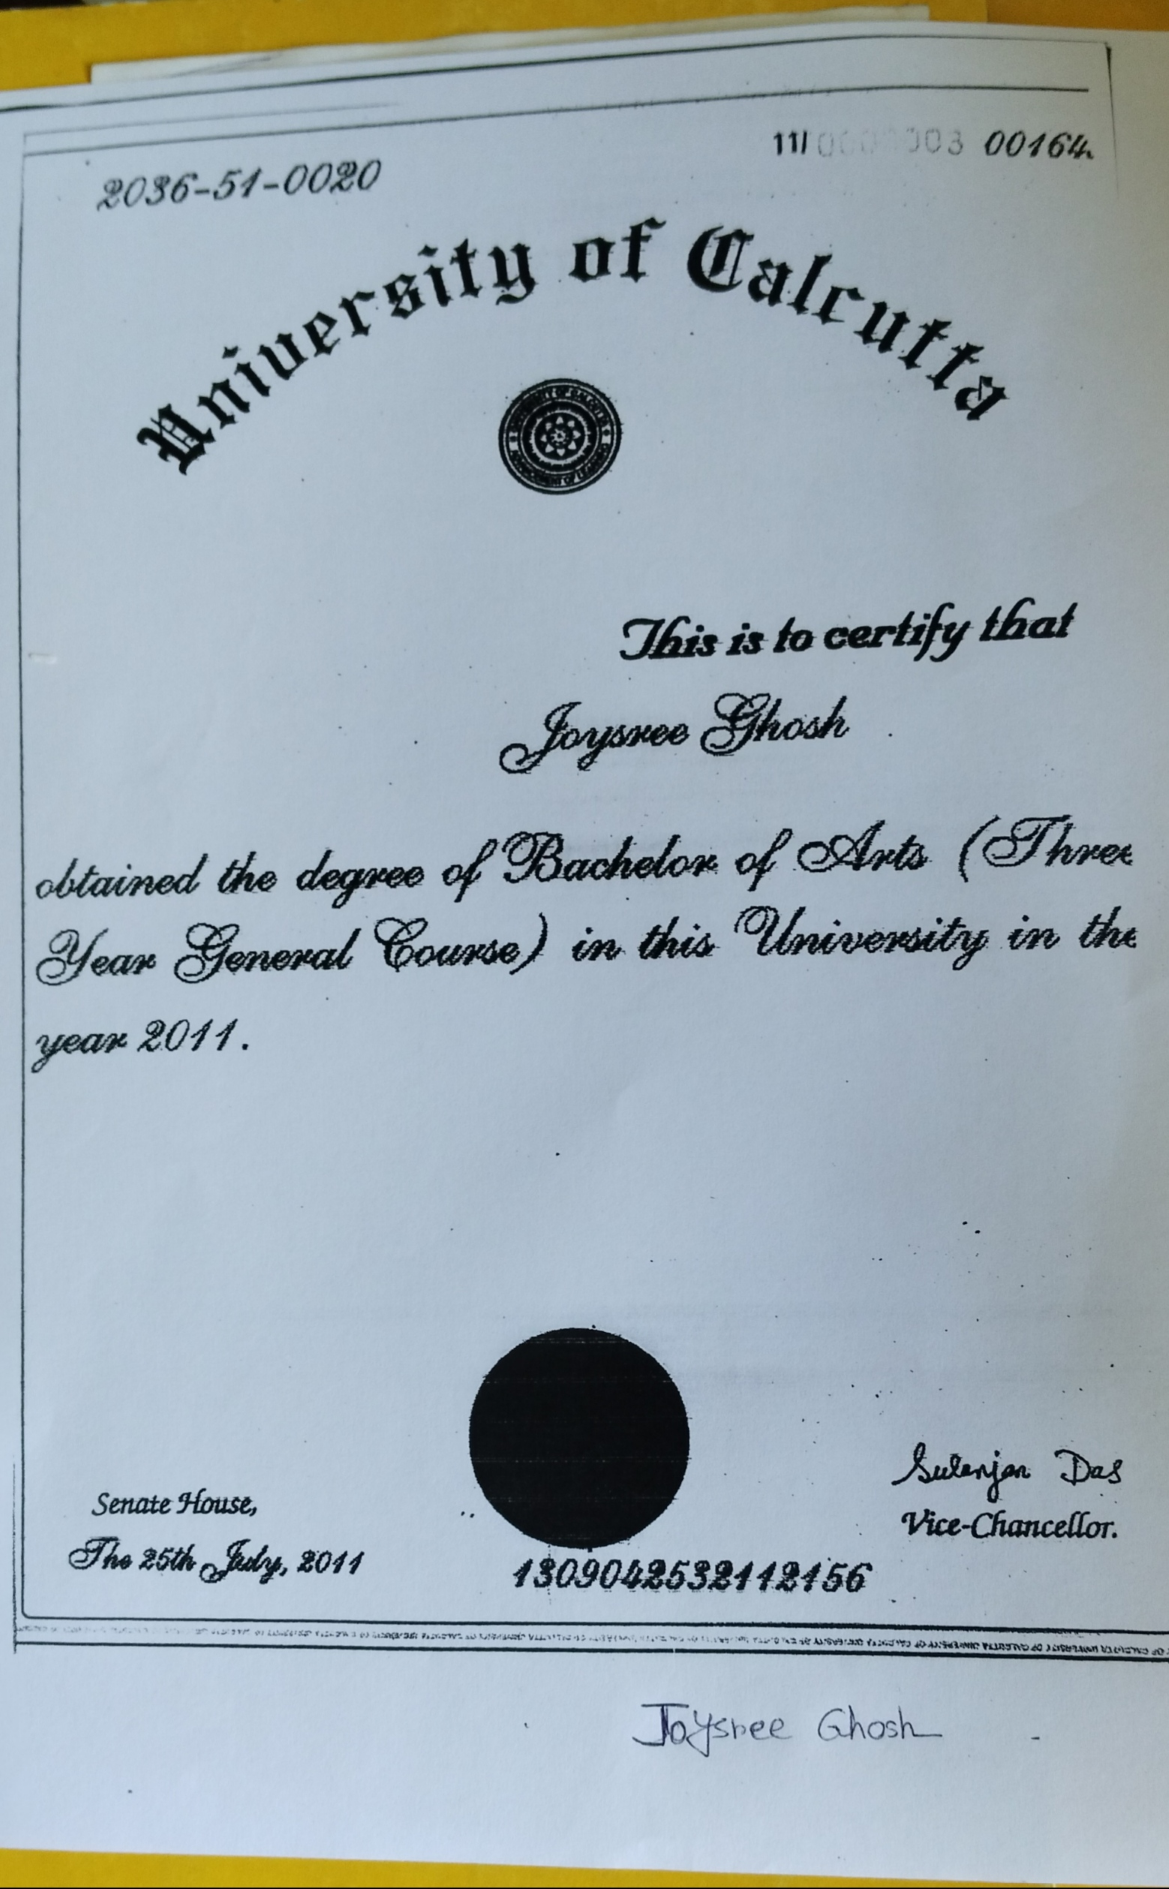 2036-51-0020
11/ 00164
University of Calcutta
This is to certify that
Joysree Ghosh
obtained the degree of Bachelor of Arts (Three
Year General Course) in this University in the
year 2011.
Sulanjan Das
Senate House,
Vice-Chancellor.
The 25th July, 2011
1309042532112156
Joysree Ghosh